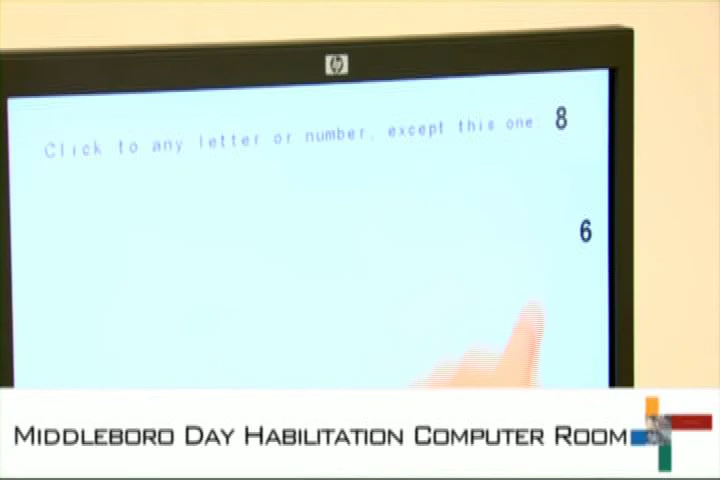 hp
Click to any letter or number, except this one: 8
6
MIDDLEBORO DAY HABILITATION COMPUTER ROOM